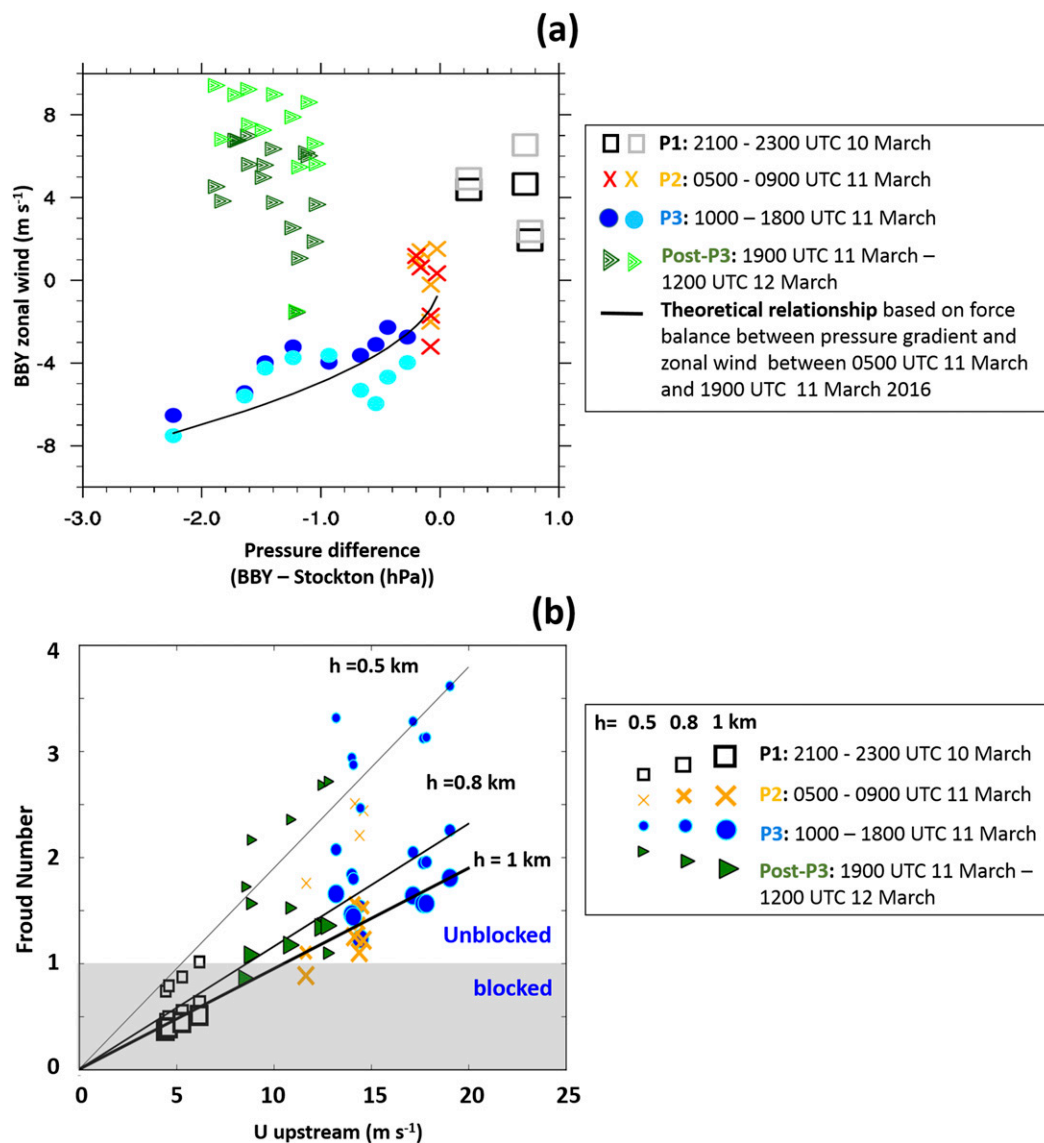 (a)
8
4
0
-4
-8
BBY zonal wind (m s⁻¹)
-3.0 -2.0 -1.0 0.0 1.0
Pressure difference
(BBY – Stockton (hPa))
P1: 2100 - 2300 UTC 10 March
P2: 0500 - 0900 UTC 11 March
P3: 1000 – 1800 UTC 11 March
Post-P3: 1900 UTC 11 March –
1200 UTC 12 March
Theoretical relationship based on force
balance between pressure gradient and
zonal wind between 0500 UTC 11 March
and 1900 UTC 11 March 2016
(b)
4
3
2
1
0
Froud Number
h =0.5 km
h =0.8 km
h = 1 km
Unblocked
blocked
0 5 10 15 20 25
U upstream (m s⁻¹)
h= 0.5 0.8 1 km
P1: 2100 - 2300 UTC 10 March
P2: 0500 - 0900 UTC 11 March
P3: 1000 – 1800 UTC 11 March
Post-P3: 1900 UTC 11 March –
1200 UTC 12 March